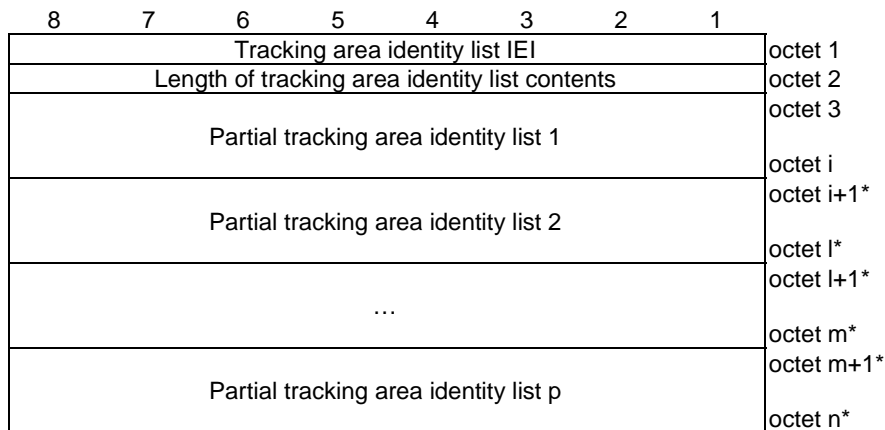 8 7 6 5 4 3 2 1
Tracking area identity list IEI octet 1
Length of tracking area identity list contents octet 2
octet 3
Partial tracking area identity list 1
octet i
octet i+1*
Partial tracking area identity list 2
octet l*
octet l+1*
…
octet m*
octet m+1*
Partial tracking area identity list p
octet n*